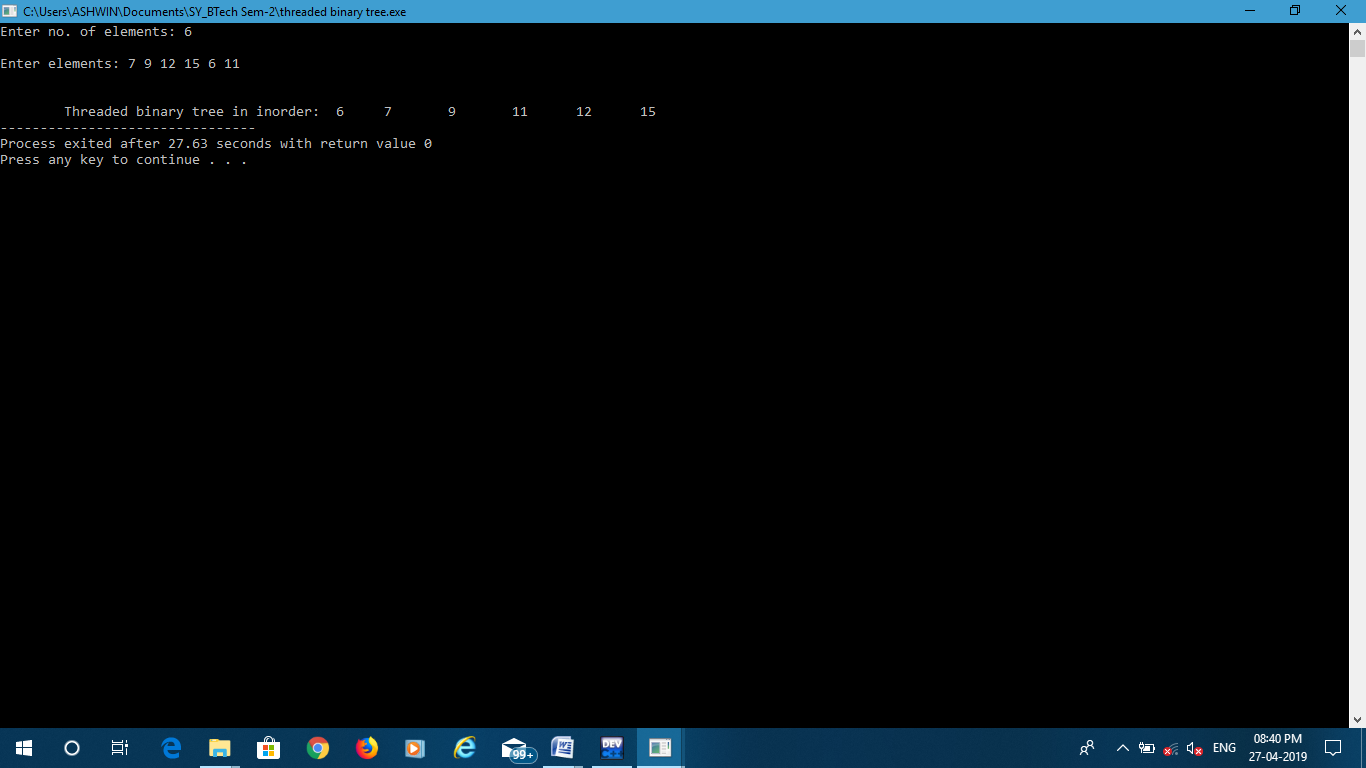 C:\Users\ASHWIN\Documents\SY_BTech Sem-2\threaded binary tree.exe
Enter no. of elements: 6
Enter elements: 7 9 12 15 6 11
Threaded binary tree in inorder:  6     7       9       11      12      15
--------------------------------
Process exited after 27.63 seconds with return value 0
Press any key to continue . . .
99+
W
DEV
ENG
08:40 PM
27-04-2019